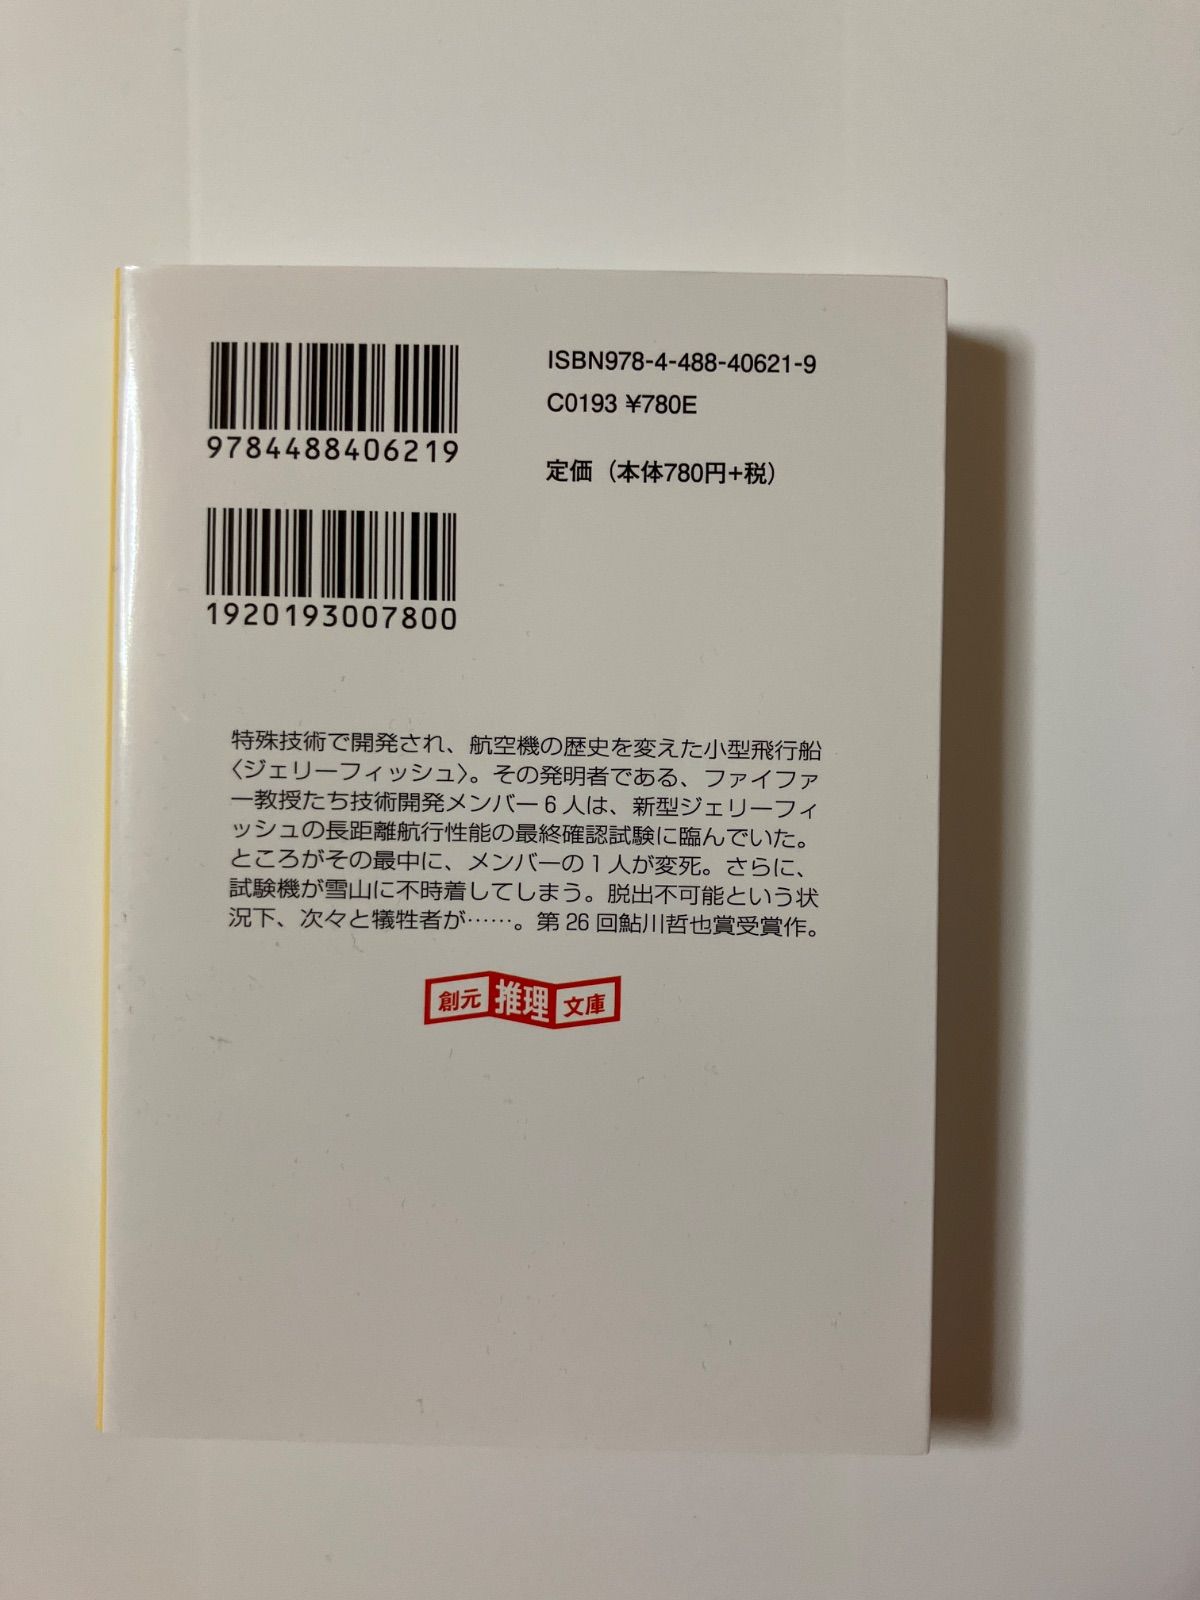 9784488406219
ISBN978-4-488-40621-9
C0193 ¥780E
定価（本体780円+税）
1920193007800
特殊技術で開発され、航空機の歴史を変えた小型飛行船
〈ジェリーフィッシュ〉。その発明者である、ファイファ
ー教授たち技術開発メンバー6人は、新型ジェリーフィ
ッシュの長距離航行性能の最終確認試験に臨んでいた。
ところがその最中に、メンバーの1人が変死。さらに、
試験機が雪山に不時着してしまう。脱出不可能という状
況下、次々と犠牲者が……。第26回鮎川哲也賞受賞作。
創元推理文庫